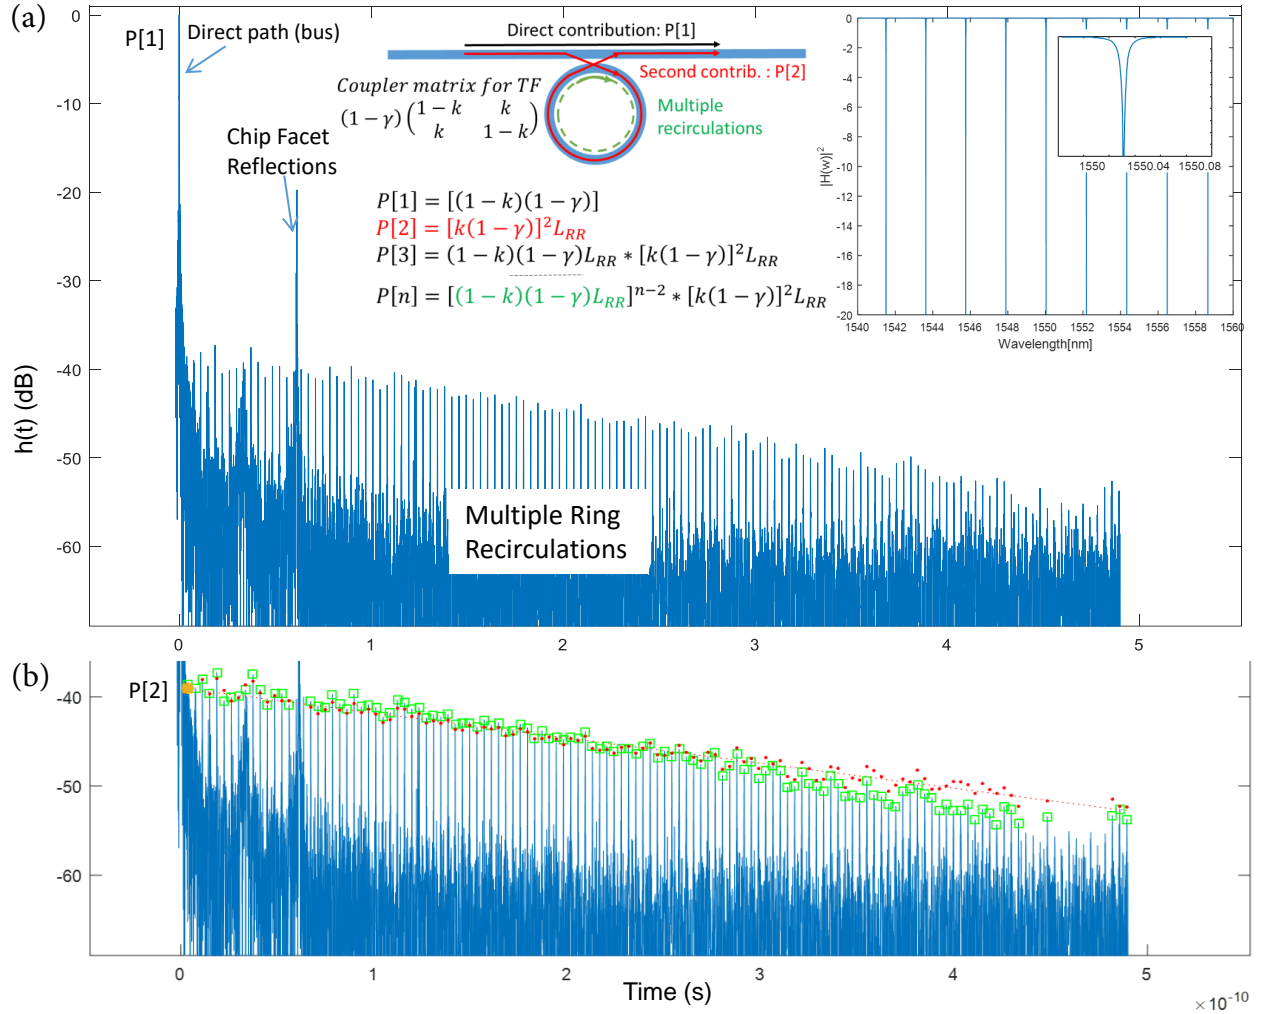 (a)
P[1]
Direct path (bus)
Chip Facet
Reflections
Direct contribution: P[1]
Second contrib. : P[2]
Multiple
recirculations
Coupler matrix for TF
(1 − γ) (1 − k k
k 1 − k)
P[1] = [(1 − k)(1 − γ)]
P[2] = [k(1 − γ)]²L_RR
P[3] = (1 − k)(1 − γ)L_RR ∗ [k(1 − γ)]²L_RR
P[n] = [(1 − k)(1 − γ)L_RR]ⁿ⁻² ∗ [k(1 − γ)]²L_RR
Multiple Ring
Recirculations
h(t) (dB)
0
-10
-20
-30
-40
-50
-60
0 1 2 3 4 5
|H(w)|²
0
-2
-4
-6
-8
-10
-12
-14
-16
-18
-20
1540 1542 1544 1546 1548 1550 1552 1554 1556 1558 1560
Wavelength[nm]
1550 1550.04 1550.08
(b)
P[2]
-40
-50
-60
0 1 2 3 4 5
Time (s)
×10⁻¹⁰